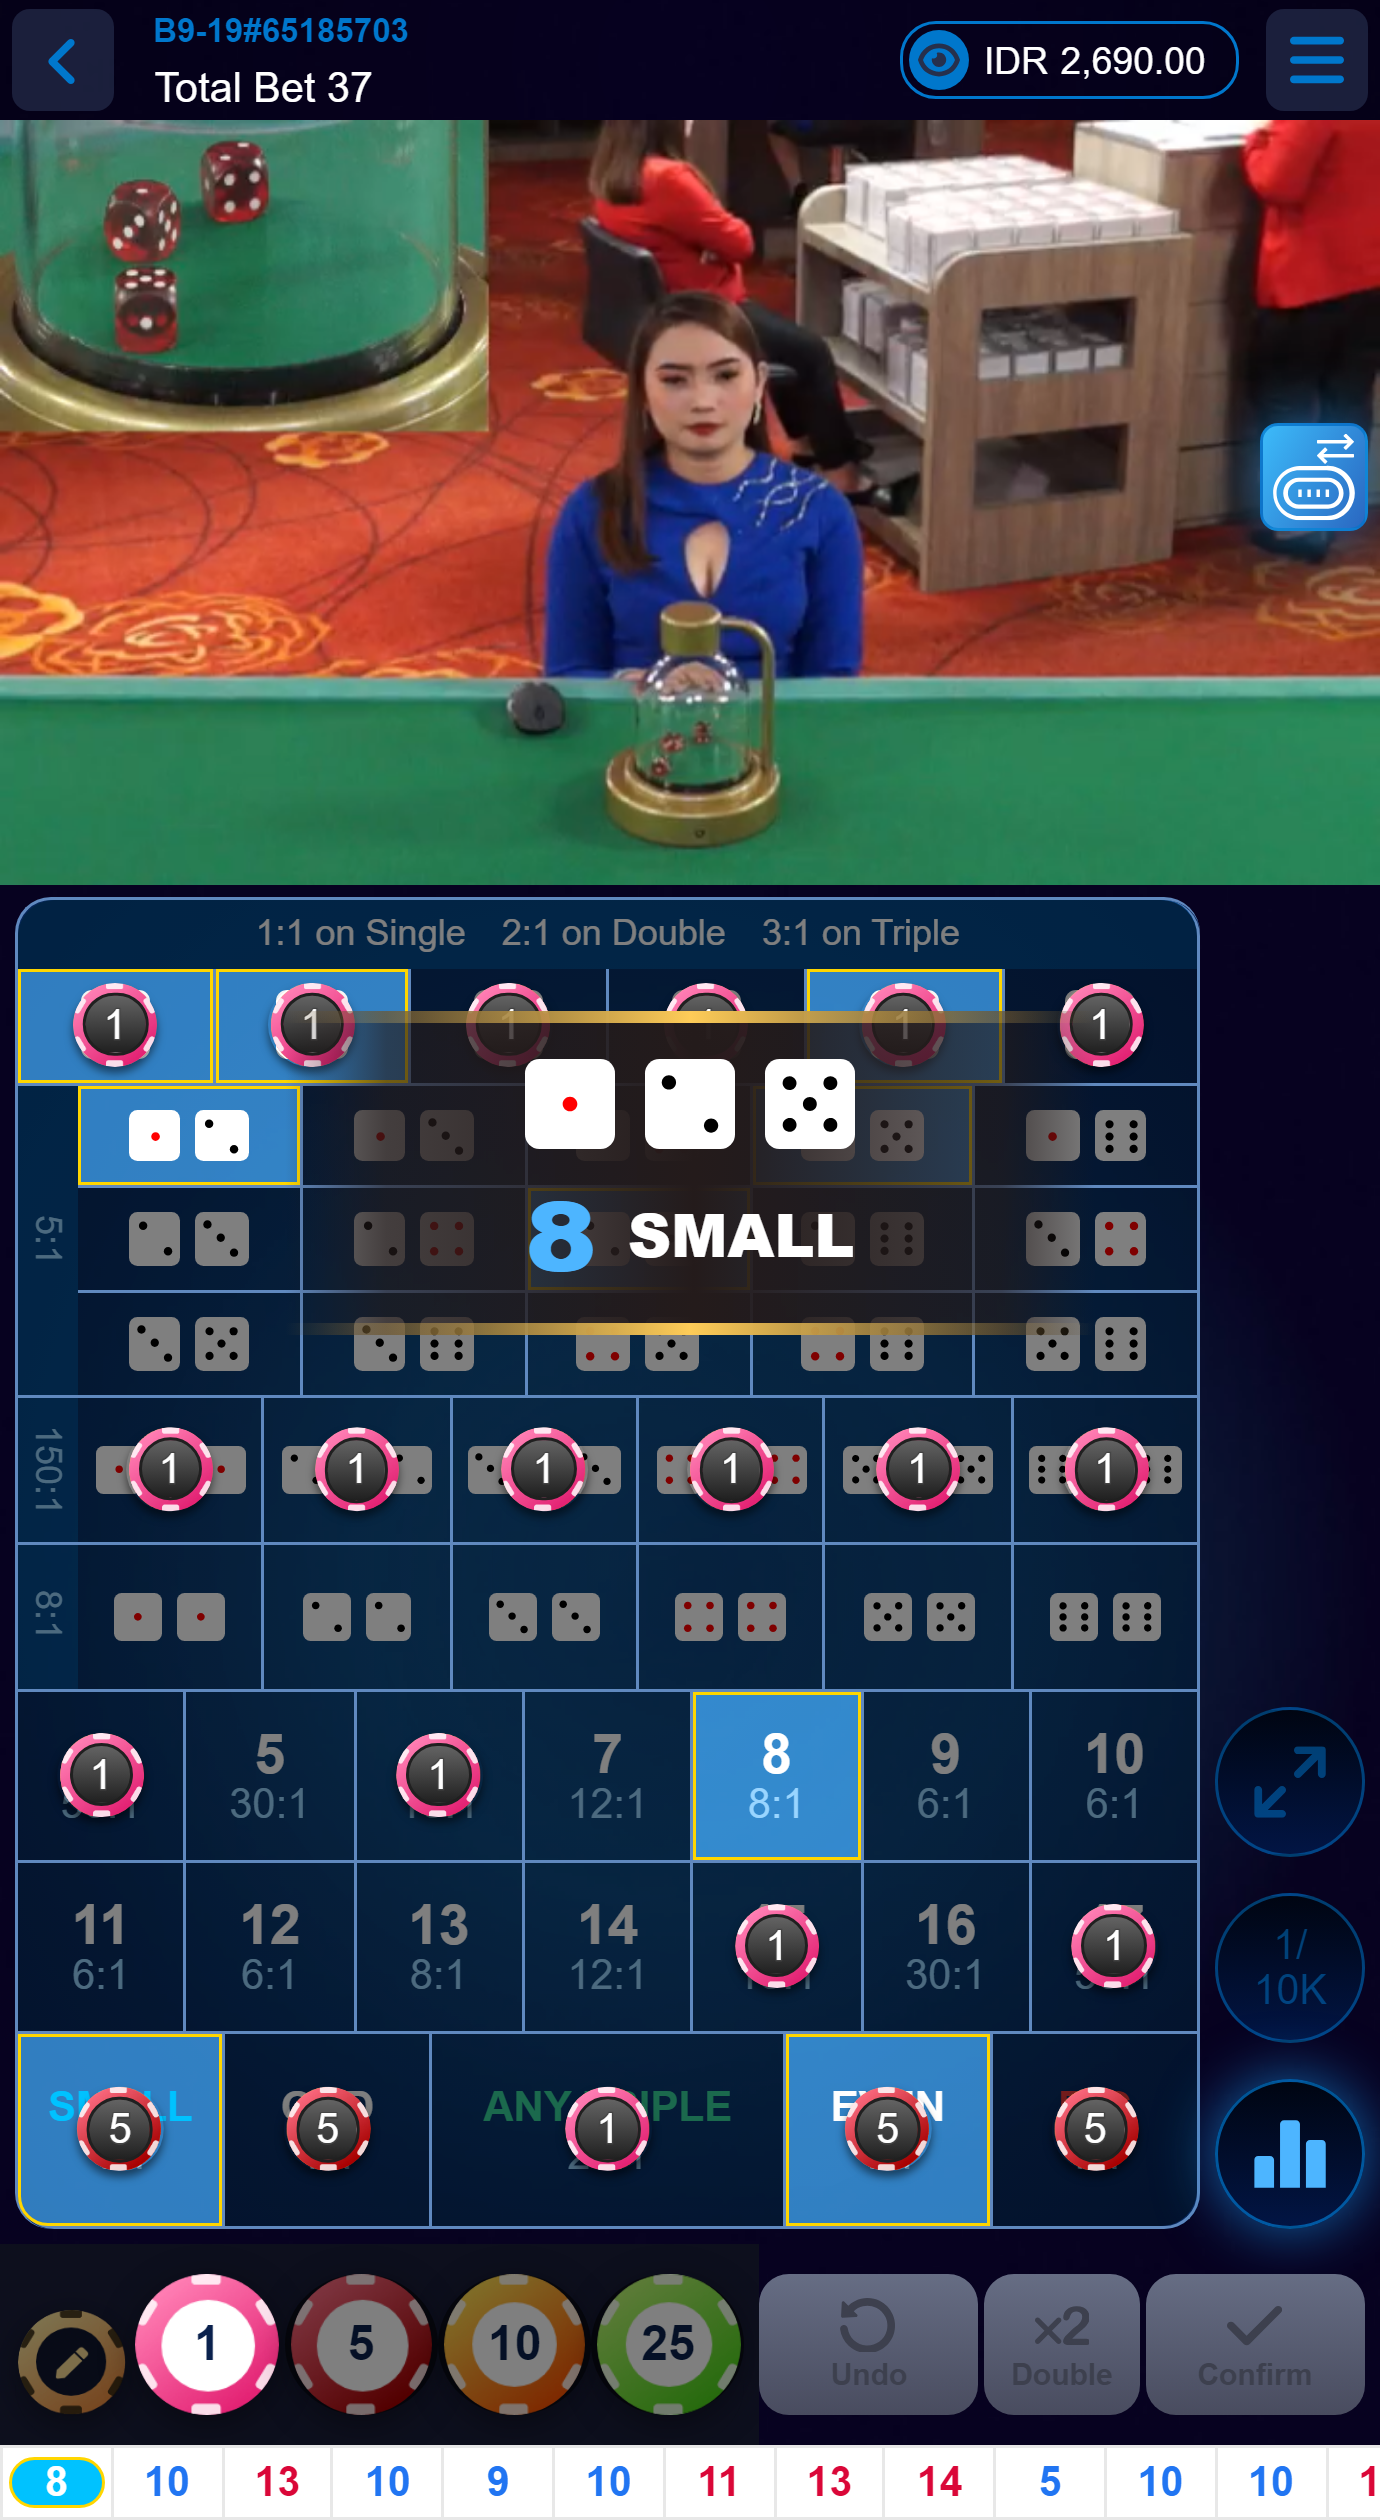 B9-19#65185703
Total Bet 37
IDR 2,690.00
1:1 on Single 2:1 on Double 3:1 on Triple
1 1 1 1 1 1
8 SMALL
5:1
150:1
1 1 1 1 1 1
8:1
1 5 1 7 8 9 10
30:1 12:1 8:1 6:1 6:1
11 12 13 14 1 16 1
6:1 6:1 8:1 12:1 30:1
5 5 1 5 5
1/
10K
1 5 10 25
x2
Undo Double Confirm
8 10 13 10 9 10 11 13 14 5 10 10